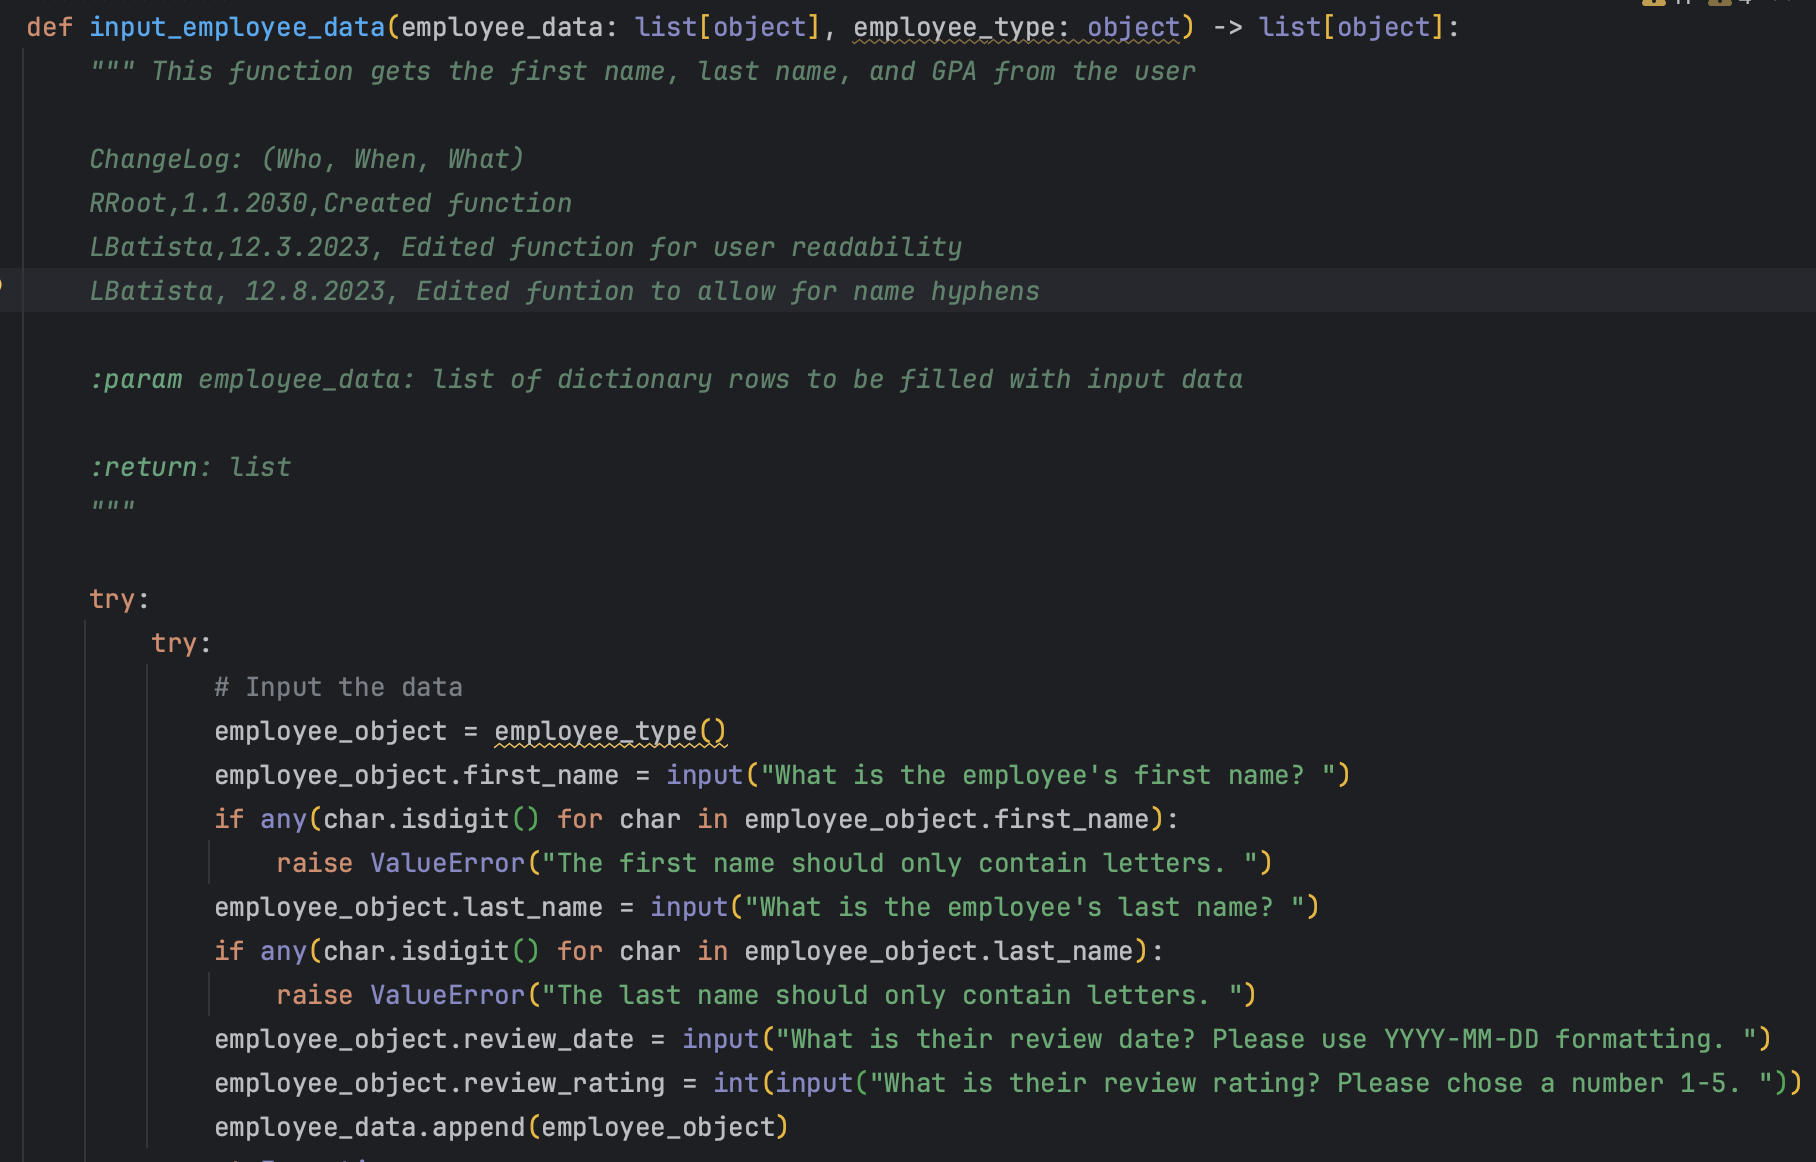 def input_employee_data(employee_data: list[object], employee_type: object) -> list[object]:
""" This function gets the first name, last name, and GPA from the user
ChangeLog: (Who, When, What)
RRoot,1.1.2030,Created function
LBatista,12.3.2023, Edited function for user readability
LBatista, 12.8.2023, Edited funtion to allow for name hyphens
:param employee_data: list of dictionary rows to be filled with input data
:return: list
"""
try:
try:
# Input the data
employee_object = employee_type()
employee_object.first_name = input("What is the employee's first name? ")
if any(char.isdigit() for char in employee_object.first_name):
raise ValueError("The first name should only contain letters. ")
employee_object.last_name = input("What is the employee's last name? ")
if any(char.isdigit() for char in employee_object.last_name):
raise ValueError("The last name should only contain letters. ")
employee_object.review_date = input("What is their review date? Please use YYYY-MM-DD formatting. ")
employee_object.review_rating = int(input("What is their review rating? Please chose a number 1-5. "))
employee_data.append(employee_object)